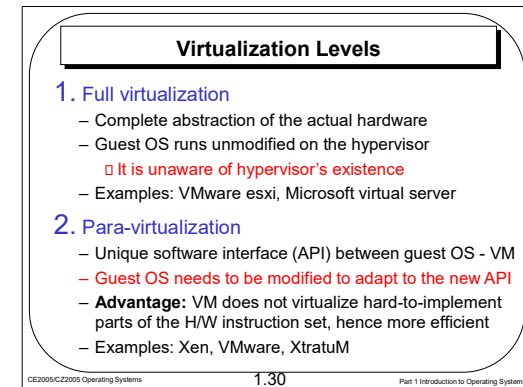 Virtualization Levels
1. Full virtualization
– Complete abstraction of the actual hardware
– Guest OS runs unmodified on the hypervisor
▯ It is unaware of hypervisor's existence
– Examples: VMware esxi, Microsoft virtual server
2. Para-virtualization
– Unique software interface (API) between guest OS - VM
– Guest OS needs to be modified to adapt to the new API
– Advantage: VM does not virtualize hard-to-implement
parts of the H/W instruction set, hence more efficient
– Examples: Xen, VMware, XtratuM
CE2005/CZ2005 Operating Systems
1.30
Part 1 Introduction to Operating System